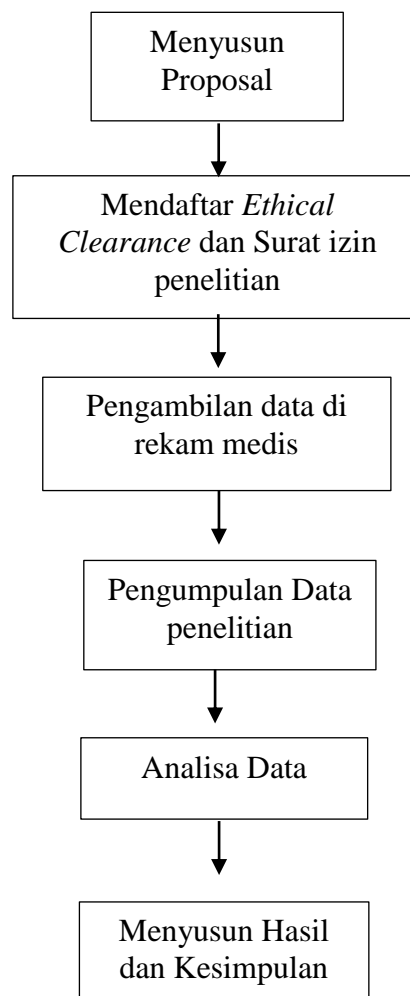 Menyusun
Proposal
Mendaftar Ethical
Clearance dan Surat izin
penelitian
Pengambilan data di
rekam medis
Pengumpulan Data
penelitian
Analisa Data
Menyusun Hasil
dan Kesimpulan